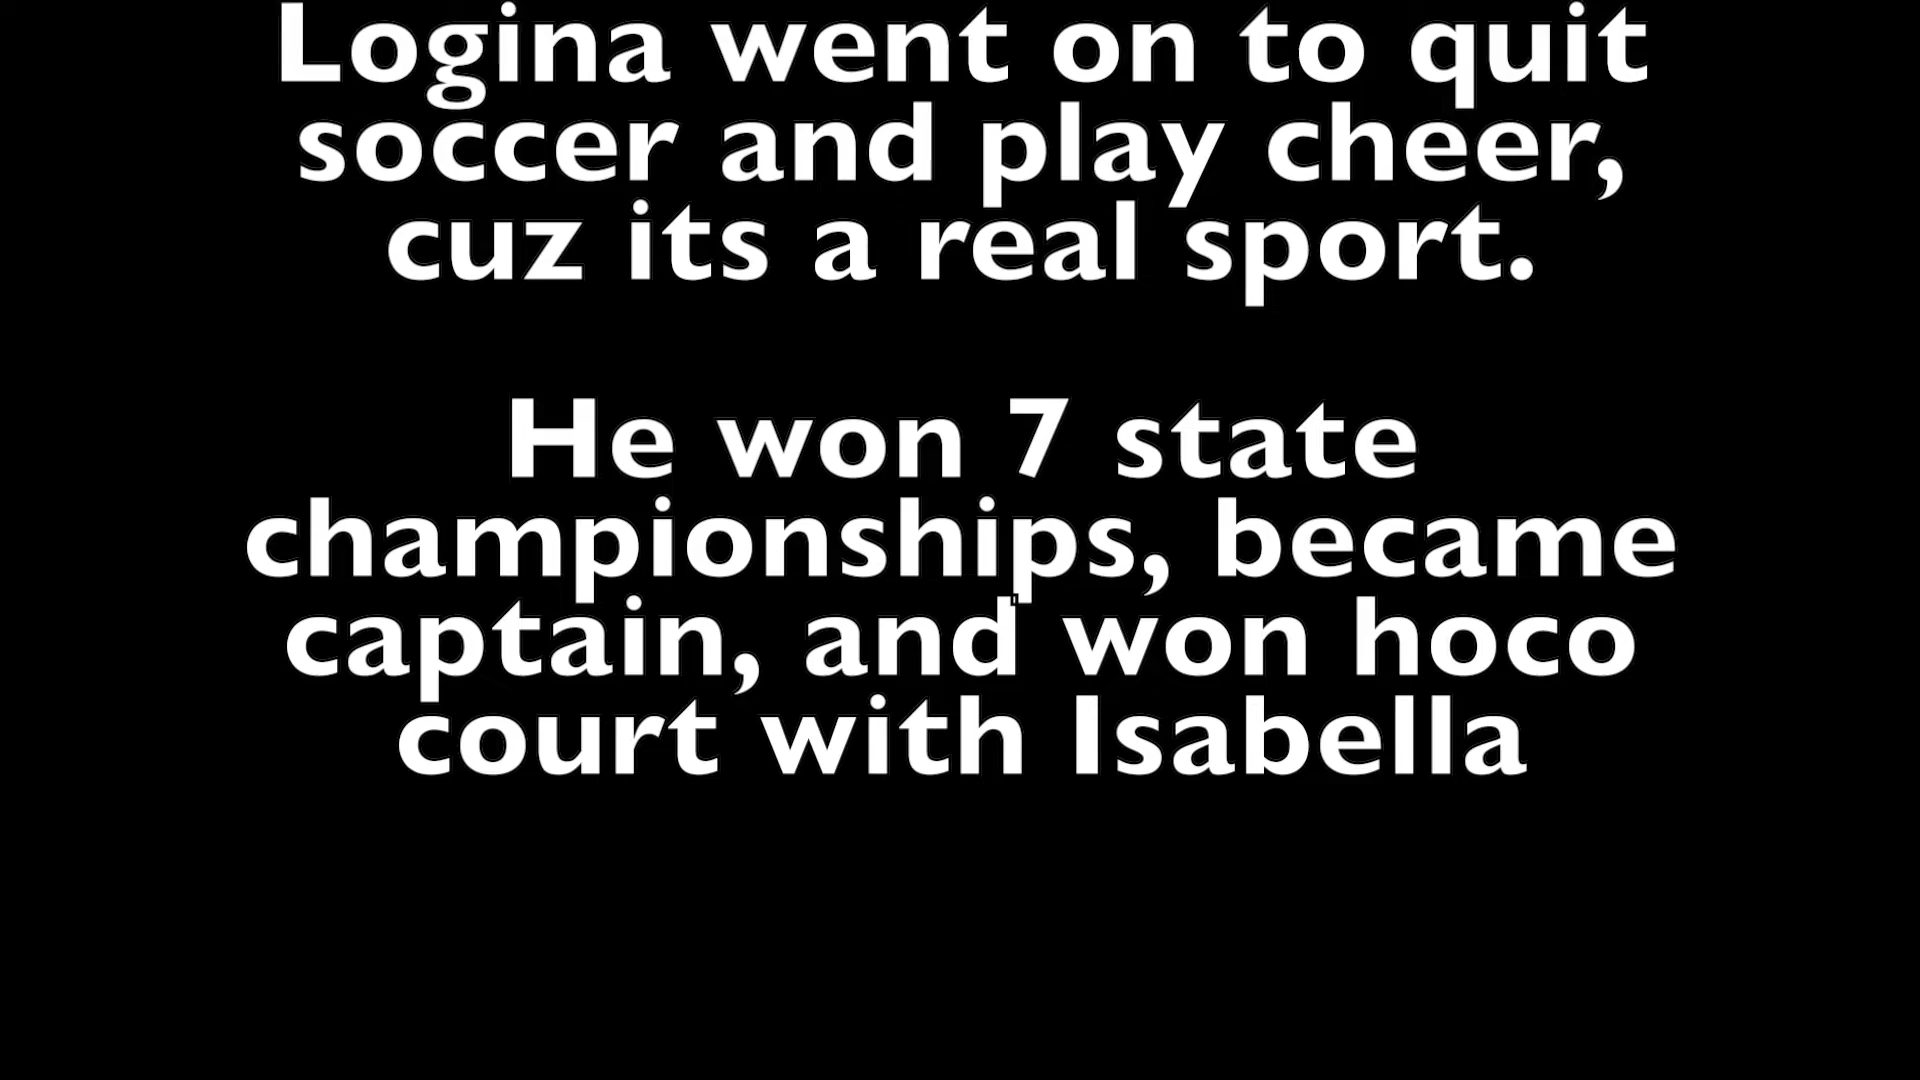 Logina went on to quit
soccer and play cheer,
cuz its a real sport.
He won 7 state
championships, became
captain, and won hoco
court with Isabella